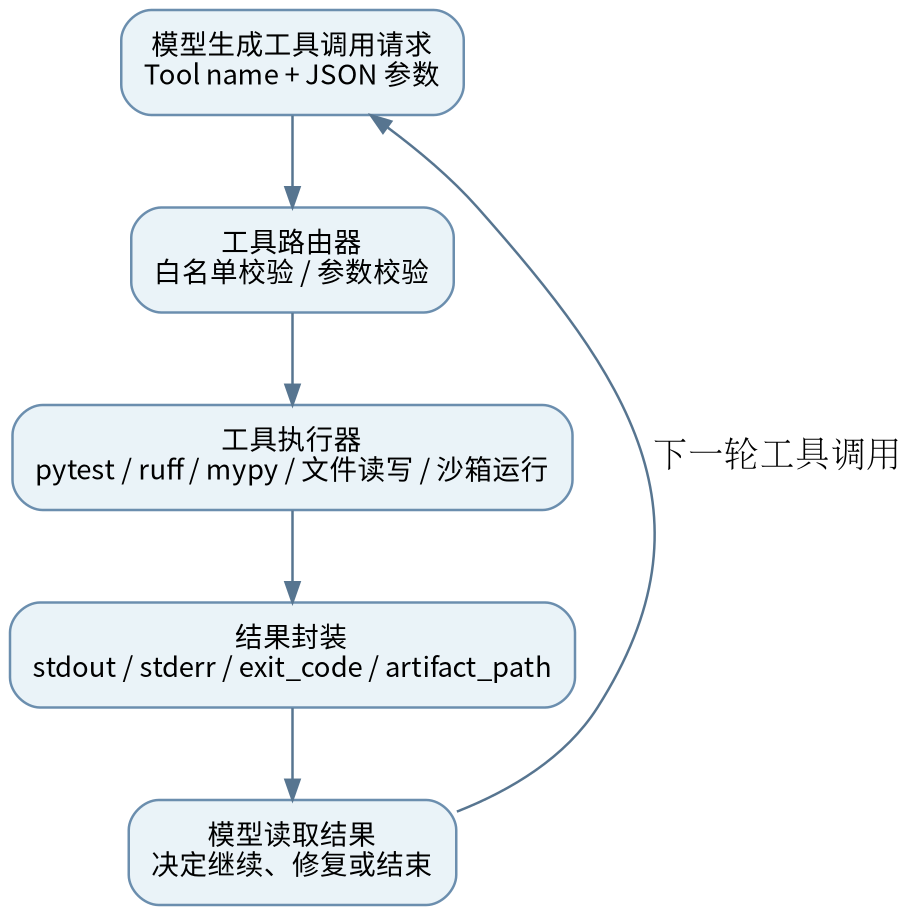 模型生成工具调用请求
Tool name + JSON 参数
工具路由器
白名单校验 / 参数校验
工具执行器
pytest / ruff / mypy / 文件读写 / 沙箱运行
下一轮工具调用
结果封装
stdout / stderr / exit_code / artifact_path
模型读取结果
决定继续、修复或结束